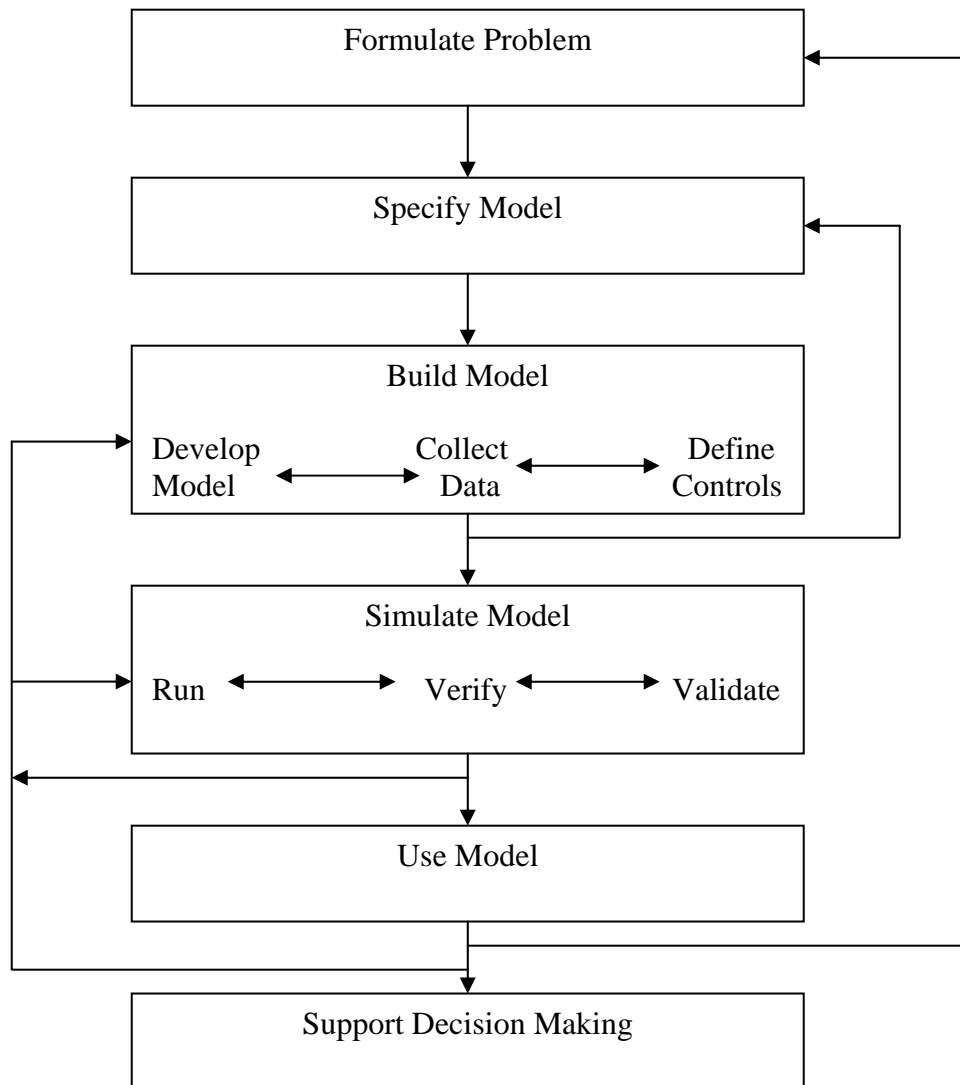 Formulate Problem
Specify Model
Build Model
Develop Model
Collect Data
Define Controls
Simulate Model
Run Verify Validate
Use Model
Support Decision Making